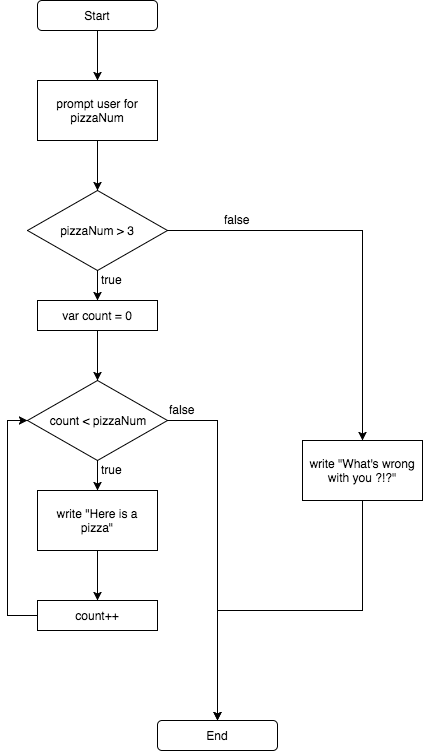 Start
prompt user for
pizzaNum
pizzaNum > 3
false
true
var count = 0
count < pizzaNum
false
true
write "What's wrong
with you ?!?"
write "Here is a
pizza"
count++
End